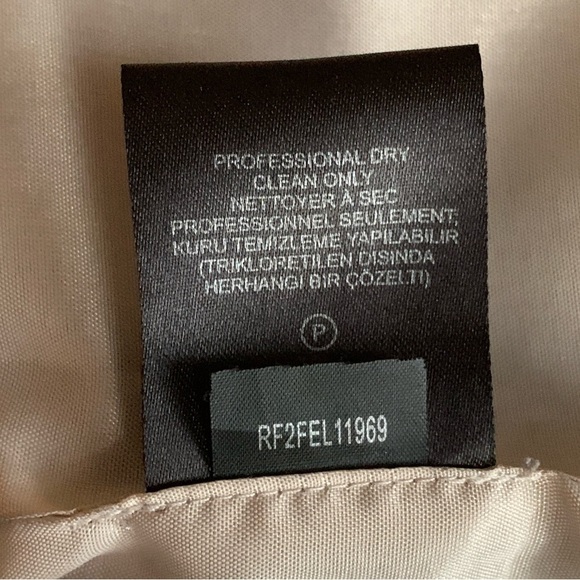 PROFESSIONAL DRY
CLEAN ONLY
NETTOYER À SEC
PROFESSIONNEL SEULEMENT,
KURU TEMIZLEME YAPILABILIR
(TRIKLORETILEN DISINDA
HERHANGI BIR ÇÖZELTI)
P
RF2FEL11969